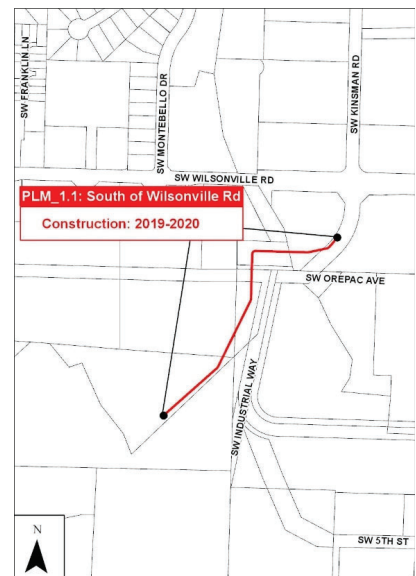 SW FRANKLIN LN
SW MONTEBELLO DR
SW KINSMAN RD
SW WILSONVILLE RD
PLM_1.1: South of Wilsonville Rd
Construction: 2019-2020
SW OREPAC AVE
SW INDUSTRIAL WAY
SW 5TH ST
N